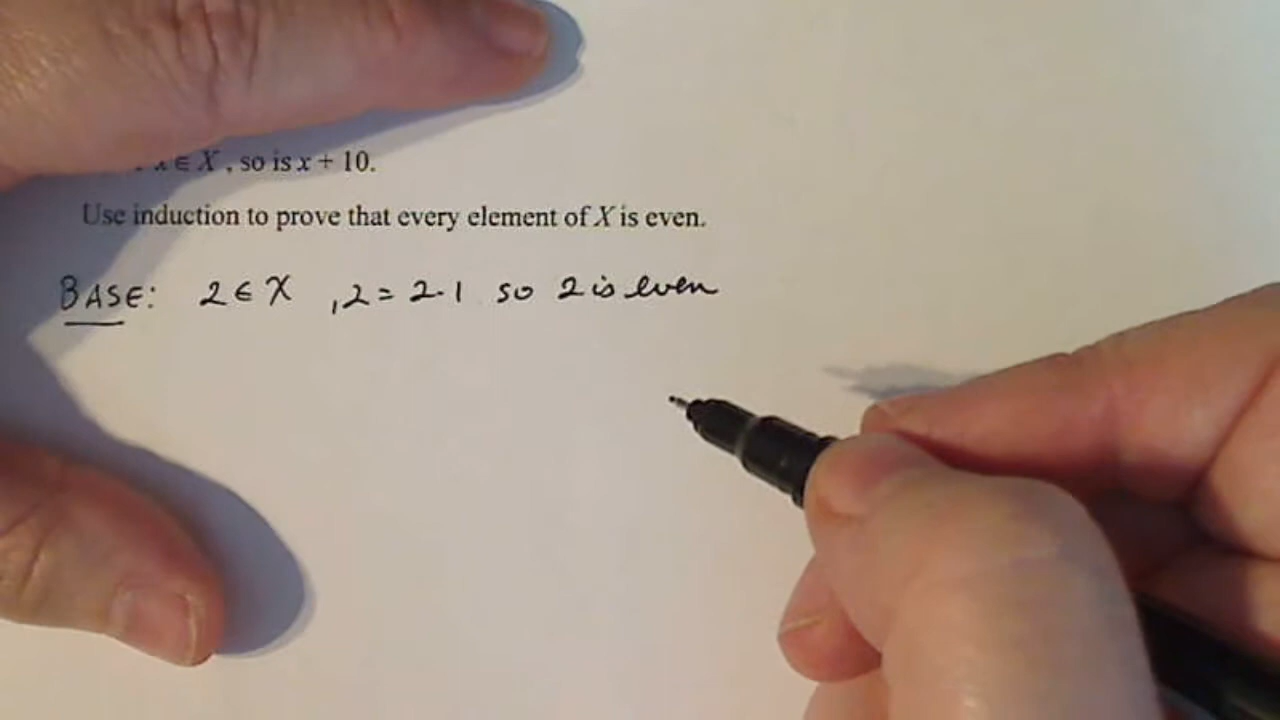 x ∈ X, so is x + 10.
Use induction to prove that every element of X is even.
BASE: 2 ∈ X , 2 = 2·1 so 2 is even